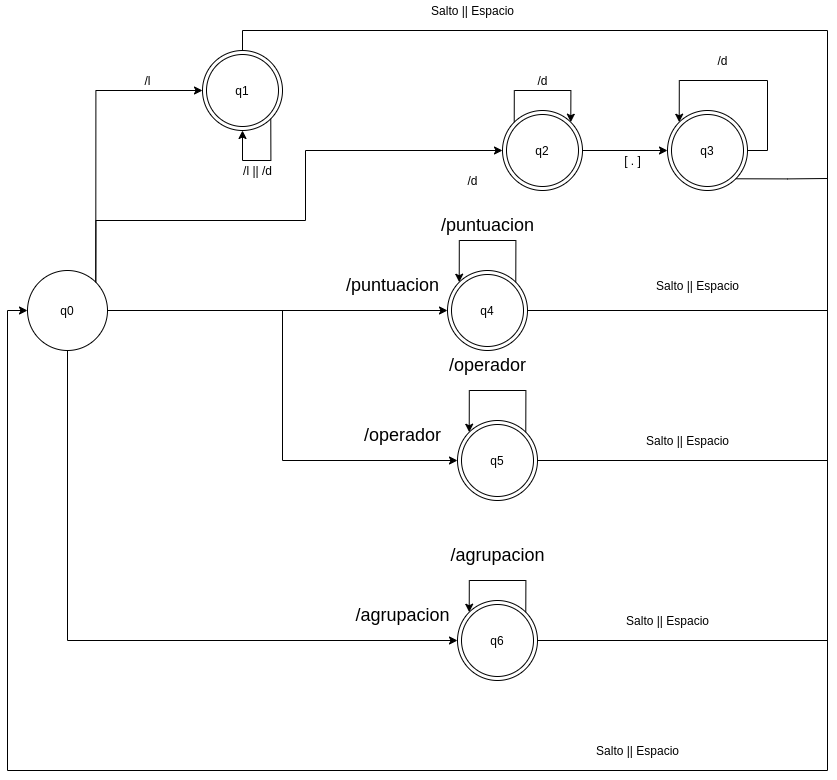 Salto || Espacio
/l
q1
/l || /d
/d
q2
/d
[ . ]
/d
q3
/puntuacion
/puntuacion
q0
q4
Salto || Espacio
/operador
/operador
q5
Salto || Espacio
/agrupacion
/agrupacion
q6
Salto || Espacio
Salto || Espacio